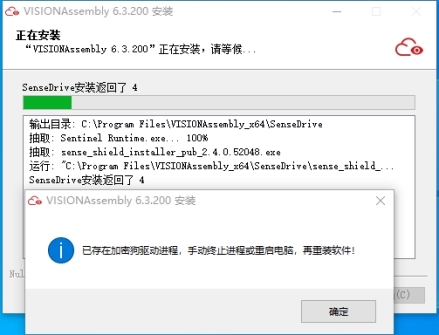 VISIONAssembly 6.3.200 安装
正在安装
“VISIONAssembly 6.3.200”正在安装，请等候...
SenseDrive安装返回了 4
输出目录: C:\Program Files\VISIONAssembly_x64\SenseDrive
抽取: Sentinel Runtime.exe... 100%
抽取: sense_shield_installer_pub_2.4.0.52048.exe
运行: "C:\Program Files\VISIONAssembly_x64\SenseDrive\sense_shield_...
SenseDrive安装返回了 4
VISIONAssembly 6.3.200 安装
已存在加密狗驱动进程，手动终止进程或重启电脑，再重装软件！
Nul
(C)
确定